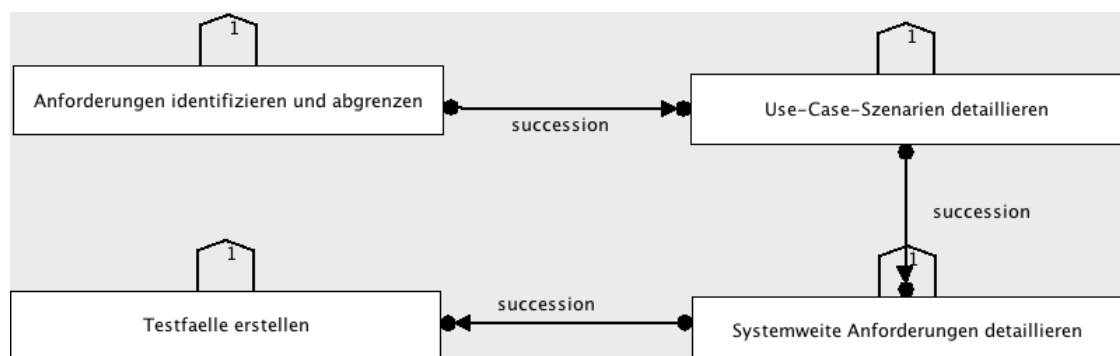 1
1
Anforderungen identifizieren und abgrenzen
Use-Case-Szenarien detaillieren
succession
succession
1
1
succession
Testfaelle erstellen
Systemweite Anforderungen detaillieren